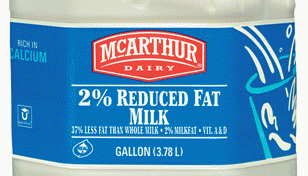 RICH IN
CALCIUM
MCARTHUR
DAIRY
2% REDUCED FAT
MILK
37% LESS FAT THAN WHOLE MILK • 2% MILKFAT • VIT. A & D
GALLON (3.78 L)